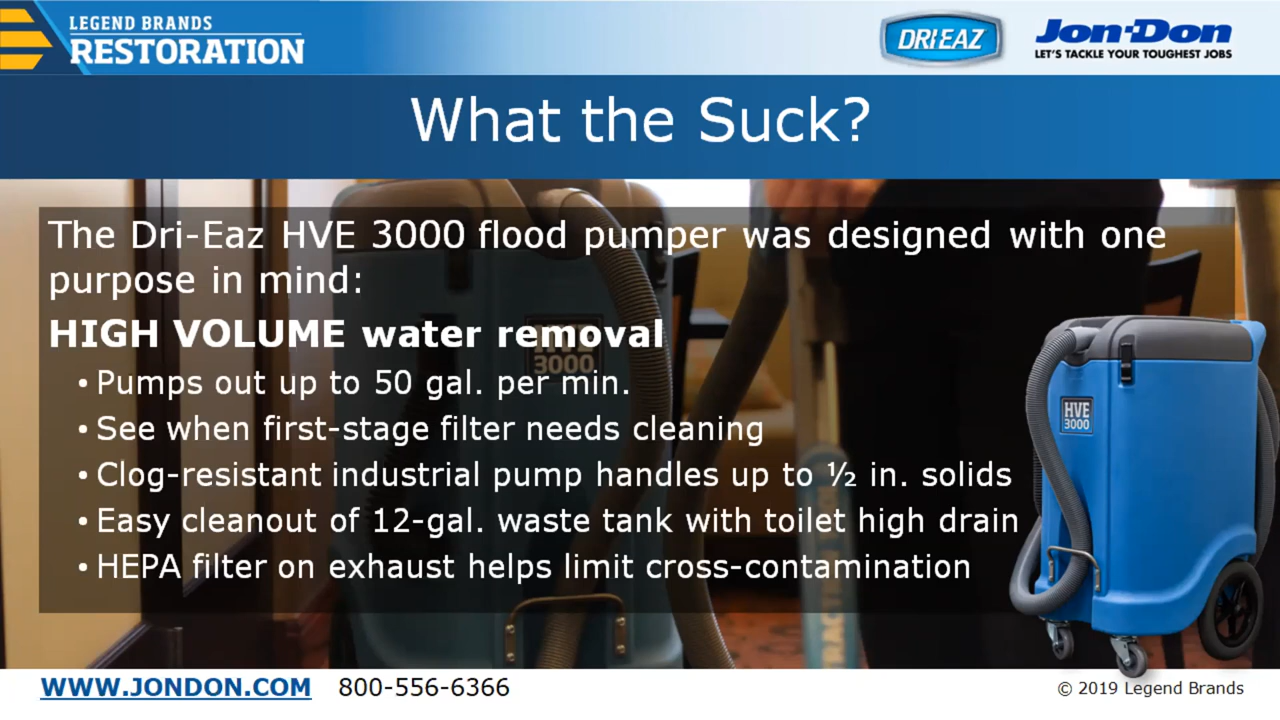 LEGEND BRANDS
RESTORATION
DRI-EAZ
Jon-Don
LET'S TACKLE YOUR TOUGHEST JOBS
What the Suck?
The Dri-Eaz HVE 3000 flood pumper was designed with one
purpose in mind:
HIGH VOLUME water removal
• Pumps out up to 50 gal. per min.
• See when first-stage filter needs cleaning
• Clog-resistant industrial pump handles up to ½ in. solids
• Easy cleanout of 12-gal. waste tank with toilet high drain
• HEPA filter on exhaust helps limit cross-contamination
HVE
3000
HVE
3000
WWW.JONDON.COM 800-556-6366
© 2019 Legend Brands